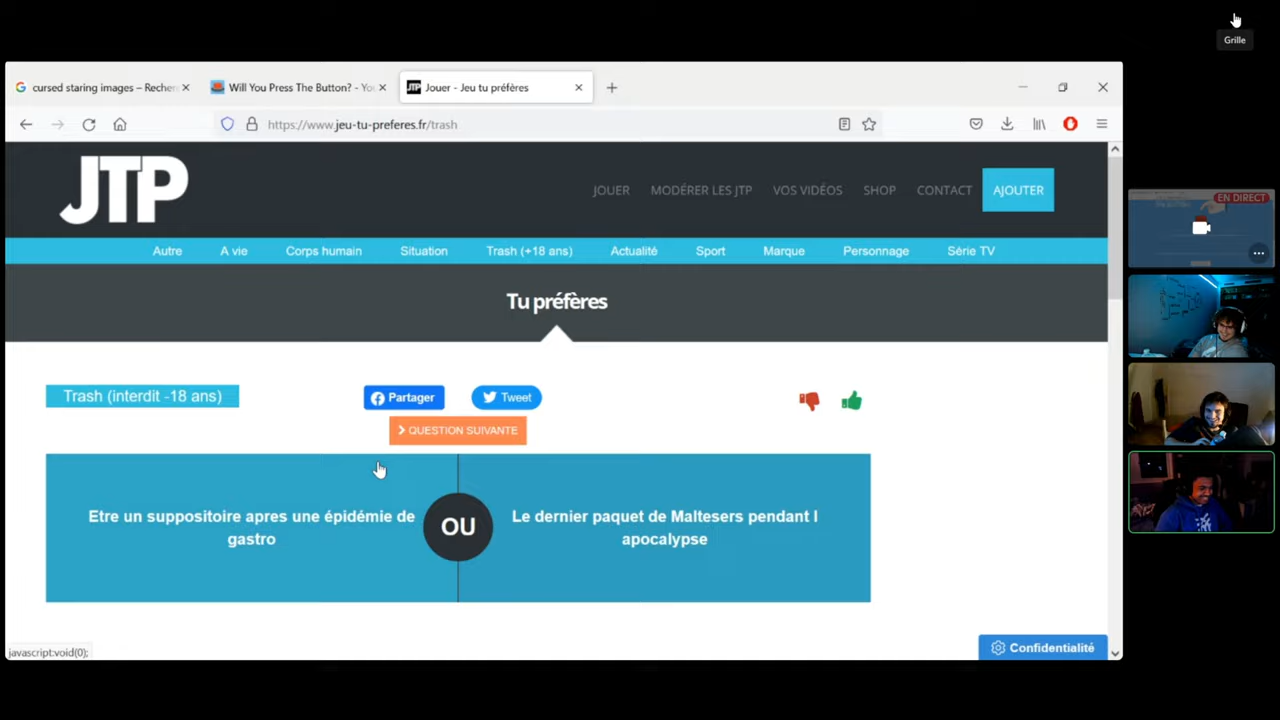 Grille
cursed staring images – Recher
Will You Press The Button? - Yo
JTP Jouer - Jeu tu préfères
https://www.jeu-tu-preferes.fr/trash
JTP
JOUER MODÉRER LES JTP VOS VIDÉOS SHOP CONTACT AJOUTER
EN DIRECT
Autre A vie Corps humain Situation Trash (+18 ans) Actualité Sport Marque Personnage Série TV
Tu préfères
Trash (interdit -18 ans)
Partager Tweet
QUESTION SUIVANTE
Etre un suppositoire apres une épidémie de
gastro
OU
Le dernier paquet de Maltesers pendant l
apocalypse
javascript:void(0);
Confidentialité